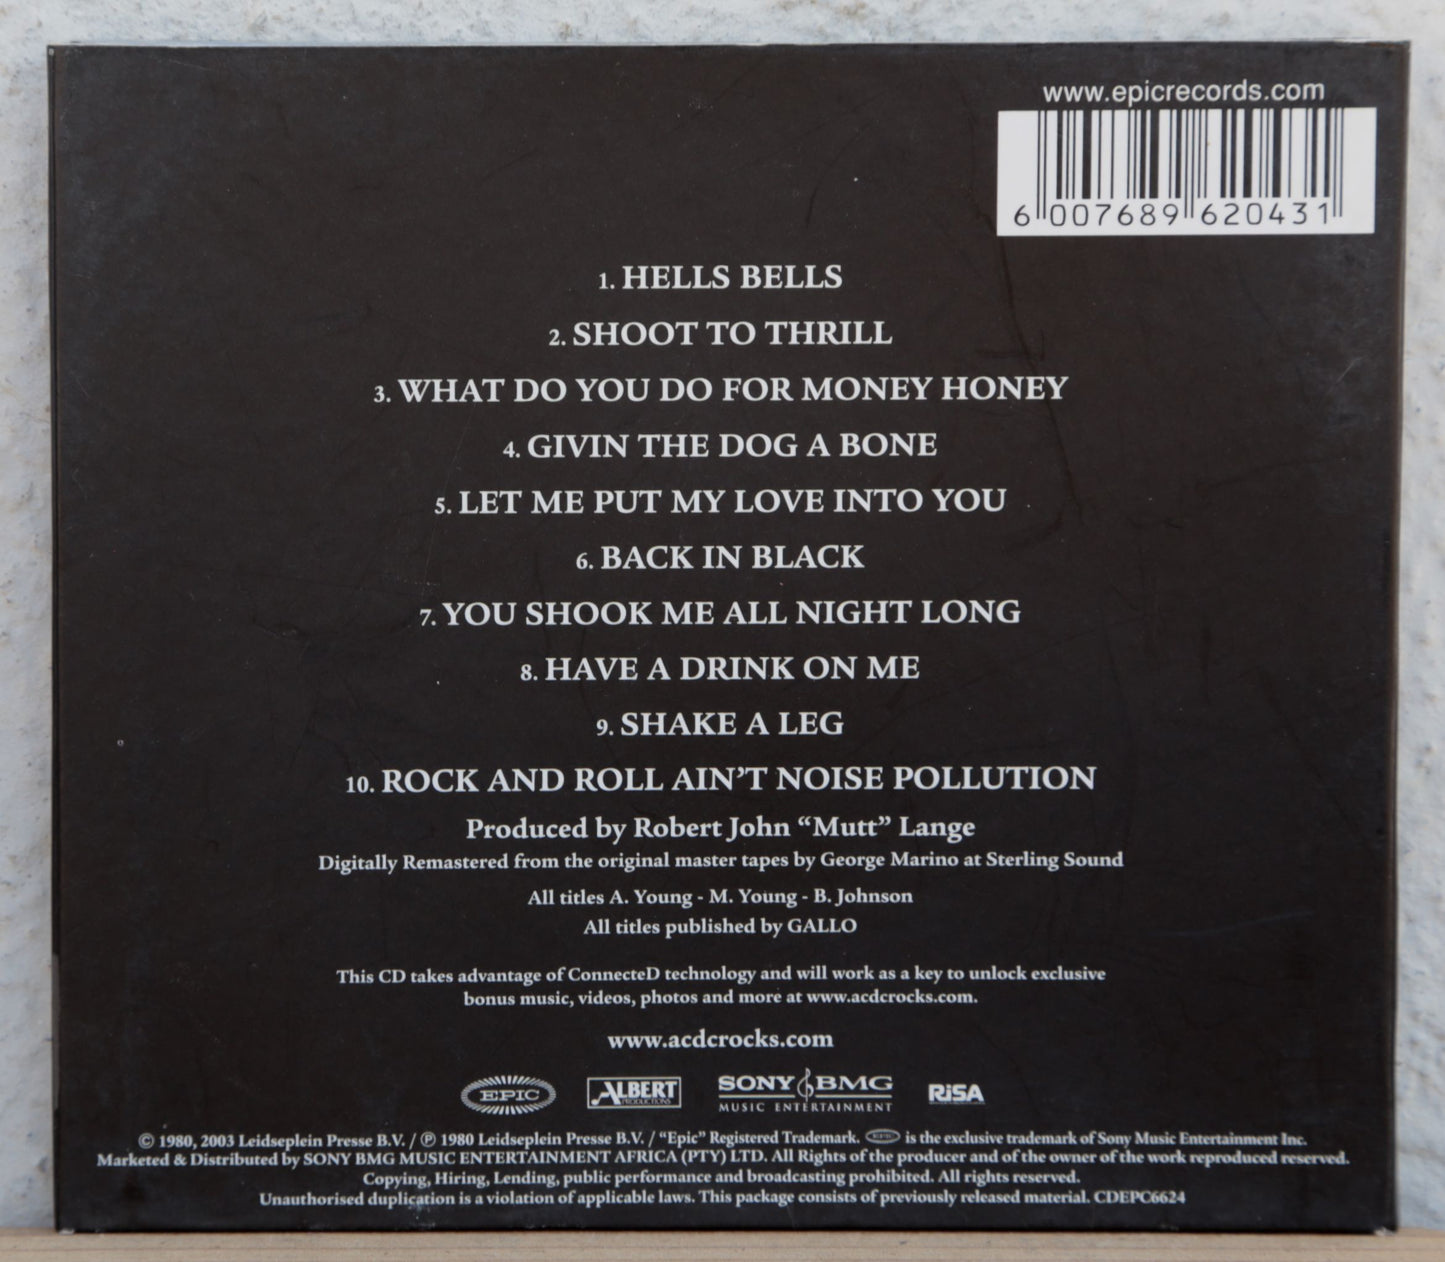 www.epicrecords.com
6 007689 620431
1. HELLS BELLS
2. SHOOT TO THRILL
3. WHAT DO YOU DO FOR MONEY HONEY
4. GIVIN THE DOG A BONE
5. LET ME PUT MY LOVE INTO YOU
6. BACK IN BLACK
7. YOU SHOOK ME ALL NIGHT LONG
8. HAVE A DRINK ON ME
9. SHAKE A LEG
10. ROCK AND ROLL AIN'T NOISE POLLUTION
Produced by Robert John “Mutt” Lange
Digitally Remastered from the original master tapes by George Marino at Sterling Sound
All titles A. Young - M. Young - B. Johnson
All titles published by GALLO
This CD takes advantage of ConnecteD technology and will work as a key to unlock exclusive
bonus music, videos, photos and more at www.acdcrocks.com.
www.acdcrocks.com
EPIC ALBERT PRODUCTIONS SONY BMG MUSIC ENTERTAINMENT RiSA
© 1980, 2003 Leidseplein Presse B.V. / ℗ 1980 Leidseplein Presse B.V. / “Epic” Registered Trademark. EPIC is the exclusive trademark of Sony Music Entertainment Inc.
Marketed & Distributed by SONY BMG MUSIC ENTERTAINMENT AFRICA (PTY) LTD. All Rights of the producer and of the owner of the work reproduced reserved.
Copying, Hiring, Lending, public performance and broadcasting prohibited. All rights reserved.
Unauthorised duplication is a violation of applicable laws. This package consists of previously released material. CDEPC6624